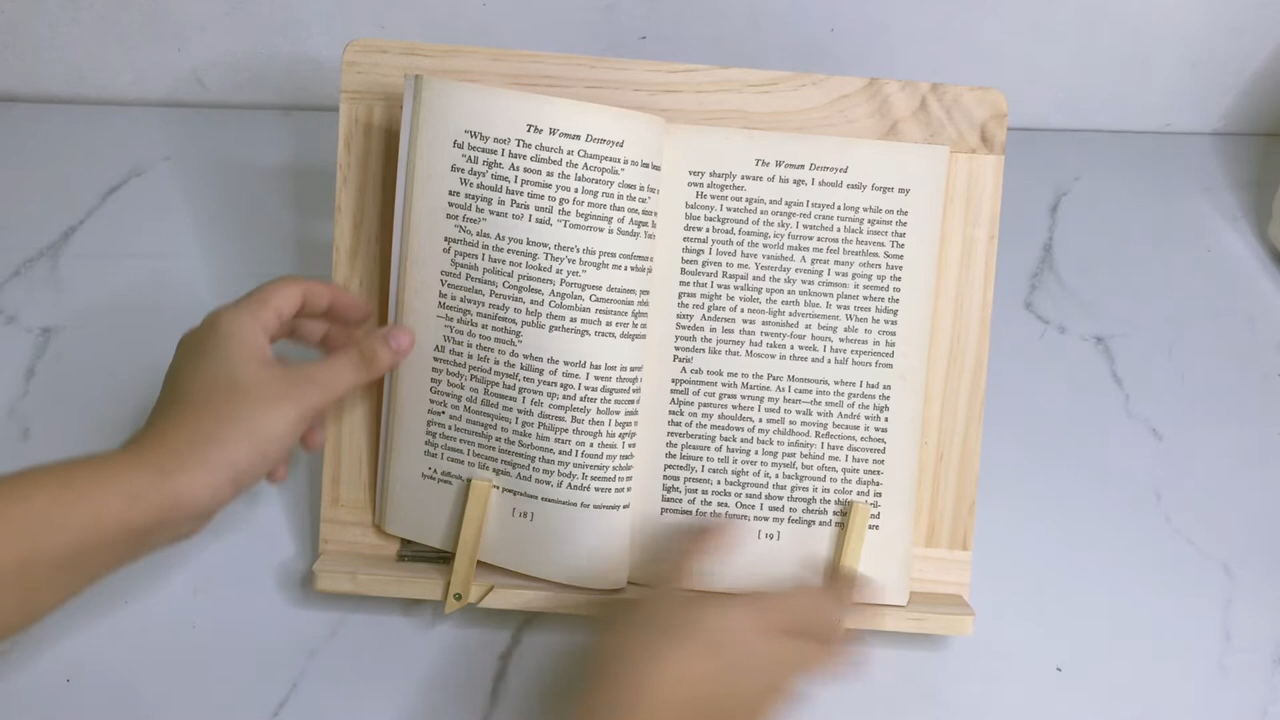 The Woman Destroyed
"Why not? The church at Champeaux is no less
ful because I have climbed the Acropolis."
"All right. As soon as the laboratory closes in
five days' time, I promise you a long run in the car."
We should have time to go for more than one, since
are staying in Paris until the beginning of August.
would he want to? I said, "Tomorrow is Sunday.
not free?"
"No, alas. As you know, there's this press conference
apartheid in the evening. They've brought me a whole
of papers I have not looked at yet."
Spanish political prisoners; Portuguese detainees;
cuted Persians; Congolese, Angolan, Cameroonian
Venezuelan, Peruvian, and Colombian resistance
he is always ready to help them as much as ever he can
Meetings, manifestos, public gatherings, tracts, delegations
—he shirks at nothing.
"You do too much."
What is there to do when the world has lost its
All that is left is the killing of time. I went through
wretched period myself, ten years ago. I was disgusted with
my body; Philippe had grown up; and after the success of
my book on Rousseau I felt completely hollow inside.
Growing old filled me with distress. But then I began to
work on Montesquieu; I got Philippe through his agréga-
tion* and managed to make him start on a thesis. I was
given a lectureship at the Sorbonne, and I found my teach-
ing there even more interesting than my university scholar-
ship classes. I became resigned to my body. It seemed to me
that I came to life again. And now, if André were not so
*A difficult, postgraduate examination for university and
lycée posts.
[ 18 ]
The Woman Destroyed
very sharply aware of his age, I should easily forget my
own altogether.
He went out again, and again I stayed a long while on the
balcony. I watched an orange-red crane turning against the
blue background of the sky. I watched a black insect that
drew a broad, foaming, icy furrow across the heavens. The
eternal youth of the world makes me feel breathless. Some
things I loved have vanished. A great many others have
been given to me. Yesterday evening I was going up the
Boulevard Raspail and the sky was crimson: it seemed to
me that I was walking upon an unknown planet where the
grass might be violet, the earth blue. It was trees hiding
the red glare of a neon-light advertisement. When he was
sixty Andersen was astonished at being able to cross
Sweden in less than twenty-four hours, whereas in his
youth the journey had taken a week. I have experienced
wonders like that. Moscow in three and a half hours from
Paris!
A cab took me to the Parc Montsouris, where I had an
appointment with Martine. As I came into the gardens the
smell of cut grass wrung my heart—the smell of the high
Alpine pastures where I used to walk with André with a
sack on my shoulders, a smell so moving because it was
that of the meadows of my childhood. Reflections, echoes,
reverberating back and back to infinity: I have discovered
the pleasure of having a long past behind me. I have not
the leisure to tell it over to myself, but often, quite unex-
pectedly, I catch sight of it, a background to the diapha-
nous present; a background that gives it its color and its
light, just as rocks or sand show through the shifting bril-
liance of the sea. Once I used to cherish and
promises for the future; now my feelings and my are
[ 19 ]